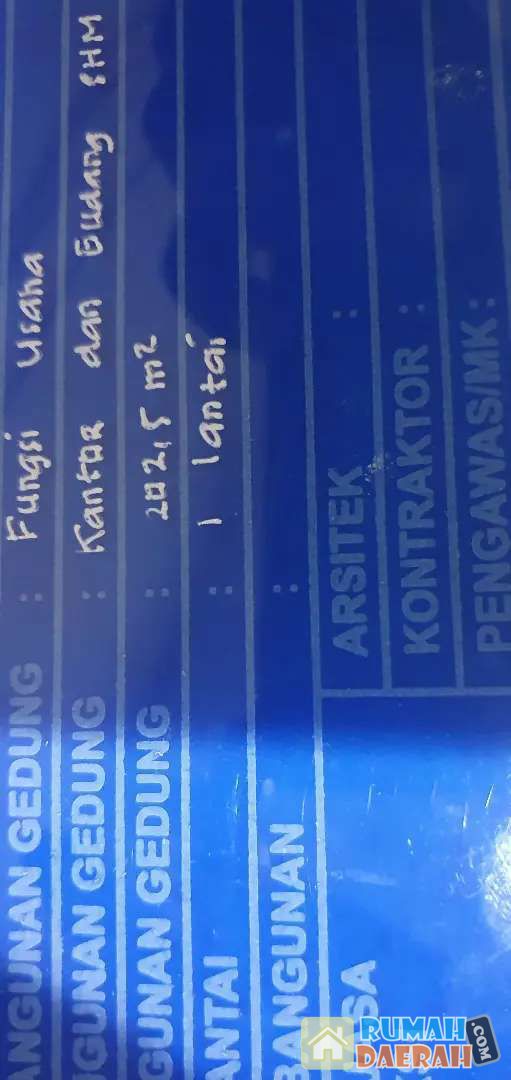 ANGUNAN GEDUNG : Fungsi Usaha
GUNAN GEDUNG : Kantor dan Gudang SHM
GUNAN GEDUNG : 202,5 m2
ANTAI : 1 lantai
BANGUNAN :
SA
ARSITEK :
KONTRAKTOR :
PENGAWAS/MK :
RUMAH
DAERAH.COM